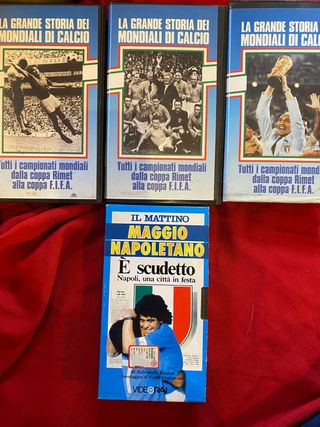 LA GRANDE STORIA DEI
MONDIALI DI CALCIO
Tutti i campionati mondiali
dalla coppa Rimet
alla coppa F.I.F.A.
LA GRANDE STORIA DEI
MONDIALI DI CALCIO
Tutti i campionati mondiali
dalla coppa Rimet
alla coppa F.I.F.A.
LA GRANDE STORIA DEI
MONDIALI DI CALCIO
Tutti i campionati mondiali
dalla coppa Rimet
alla coppa F.I.F.A.
IL MATTINO
MAGGIO
NAPOLETANO
È scudetto
Napoli, una città in festa
VIDEORAI